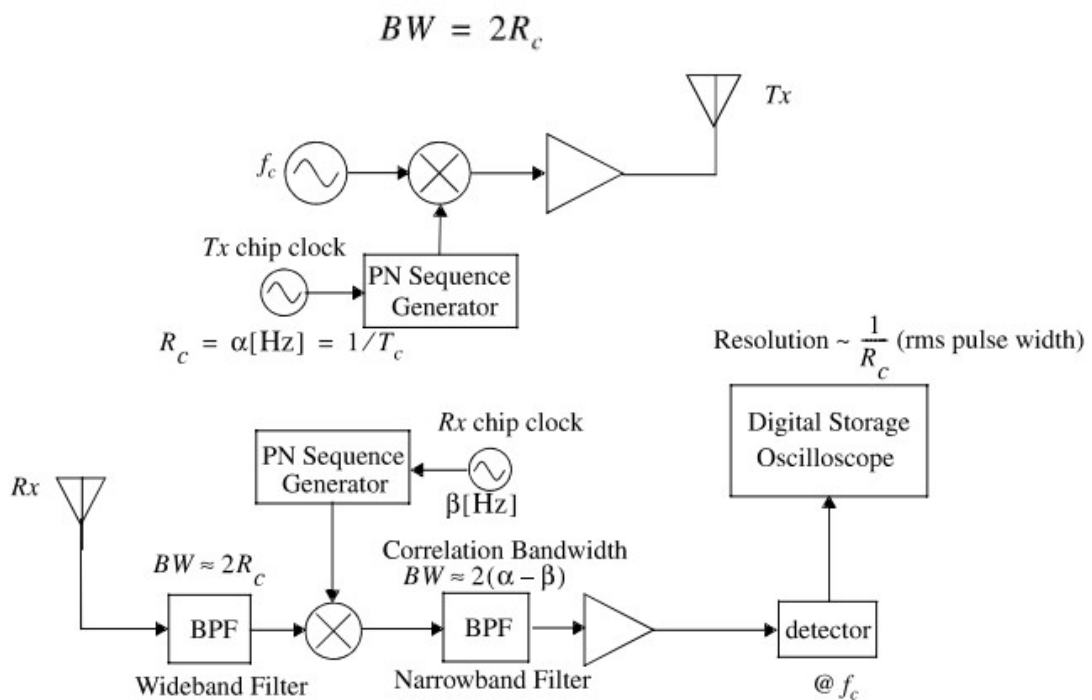 BW = 2R_c
Tx
f_c
Tx chip clock
PN Sequence
Generator
R_c = α[Hz] = 1/T_c
Resolution ~ 1/R_c (rms pulse width)
Rx chip clock
Digital Storage
Oscilloscope
PN Sequence
Generator
Rx
β[Hz]
Correlation Bandwidth
BW ≈ 2R_c
BW ≈ 2(α − β)
BPF
BPF
detector
Wideband Filter
Narrowband Filter
@ f_c